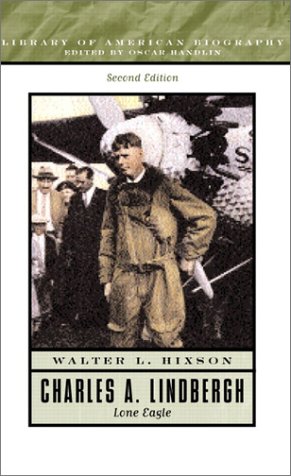 LIBRARY OF AMERICAN BIOGRAPHY
EDITED BY OSCAR HANDLIN
Second Edition
S
WALTER L. HIXSON
CHARLES A. LINDBERGH
Lone Eagle